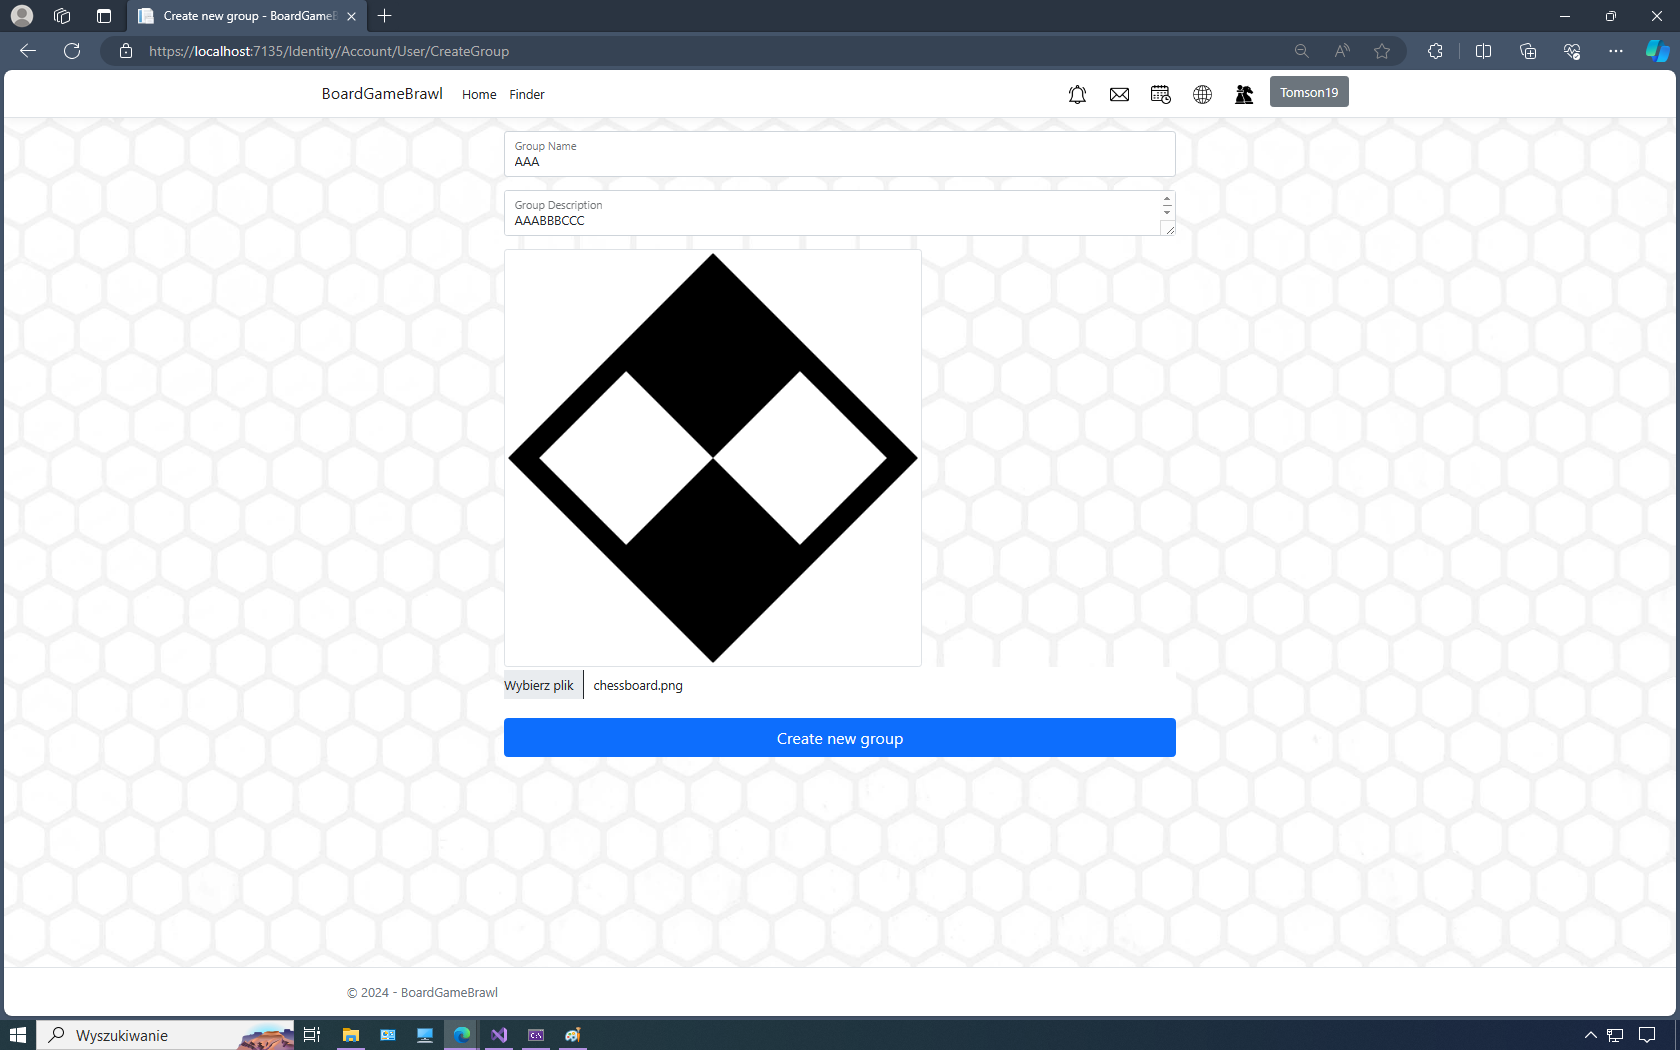 Create new group - BoardGameB
https://localhost:7135/Identity/Account/User/CreateGroup
BoardGameBrawl Home Finder Tomson19
Group Name
AAA
Group Description
AAABBBCCC
Wybierz plik chessboard.png
Create new group
© 2024 - BoardGameBrawl
Wyszukiwanie